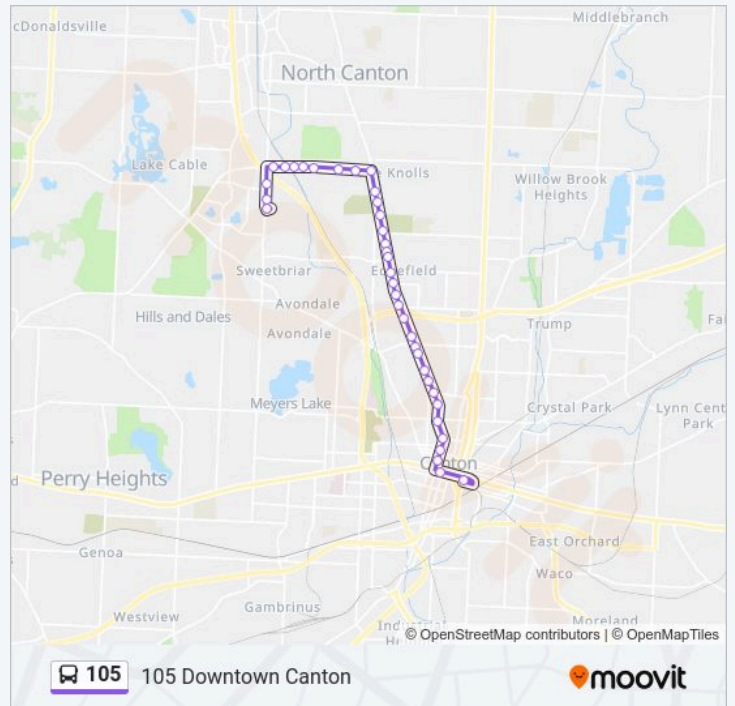 cDonaldsville
Middlebranch
North Canton
Lake Cable
e Knolls
Willow Brook
Heights
Sweetbriar
Edgefield
Avondale
Hills and Dales
Trump
Fai
Avondale
Meyers Lake
Crystal Park
Lynn Cent
Park
Canton
Perry Heights
d
East Orchard
Genoa
Waco
Gambrinus
Westview
Moreland
Industrial
© OpenStreetMap contributors | © OpenMapTiles
105
105 Downtown Canton
moovit